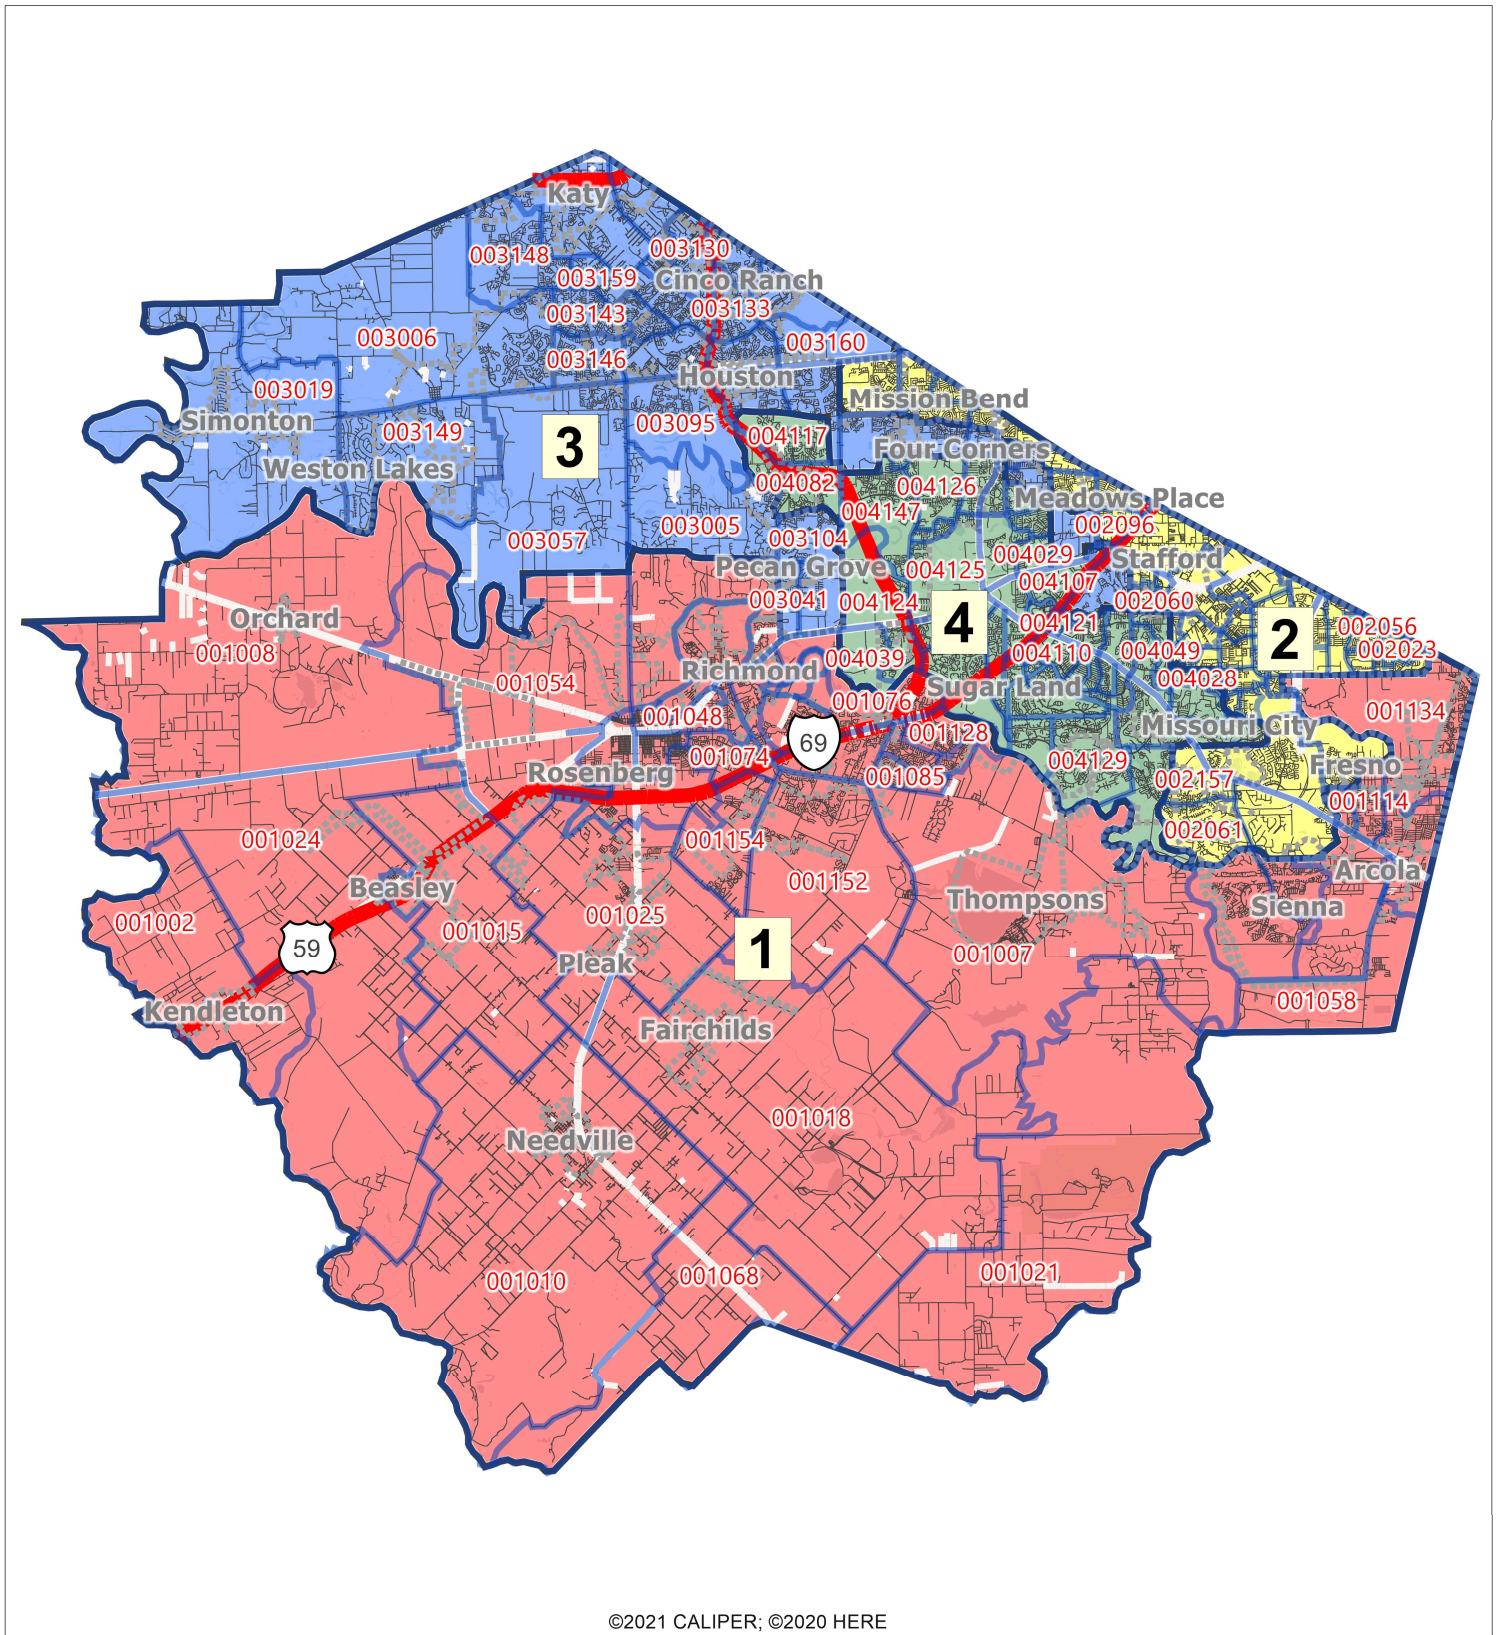 Katy
003148
003130
003159
Cinco Ranch
003143
003133
003006
003146
003160
Houston
003019
Mission Bend
Simonton
003149
003095
004117
3
Four Corners
Weston Lakes
004082
004126
Meadows Place
004147
003005
002096
003057
003104
004029
Stafford
Pecan Grove
004125
004107
003041
004124
002060
Orchard
4
004121
2
002056
001008
004039
004110
004049
002023
Richmond
004028
001054
Sugar Land
001076
001048
001134
Missouri City
001128
69
001074
004129
Fresno
Rosenberg
001085
002157
001114
001024
001154
002061
Beasley
001152
Arcola
Thompsons
Sienna
001002
001025
001015
59
1
001007
Pleak
001058
Kendleton
Fairchilds
001018
Needville
001010
001068
001021
©2021 CALIPER; ©2020 HERE